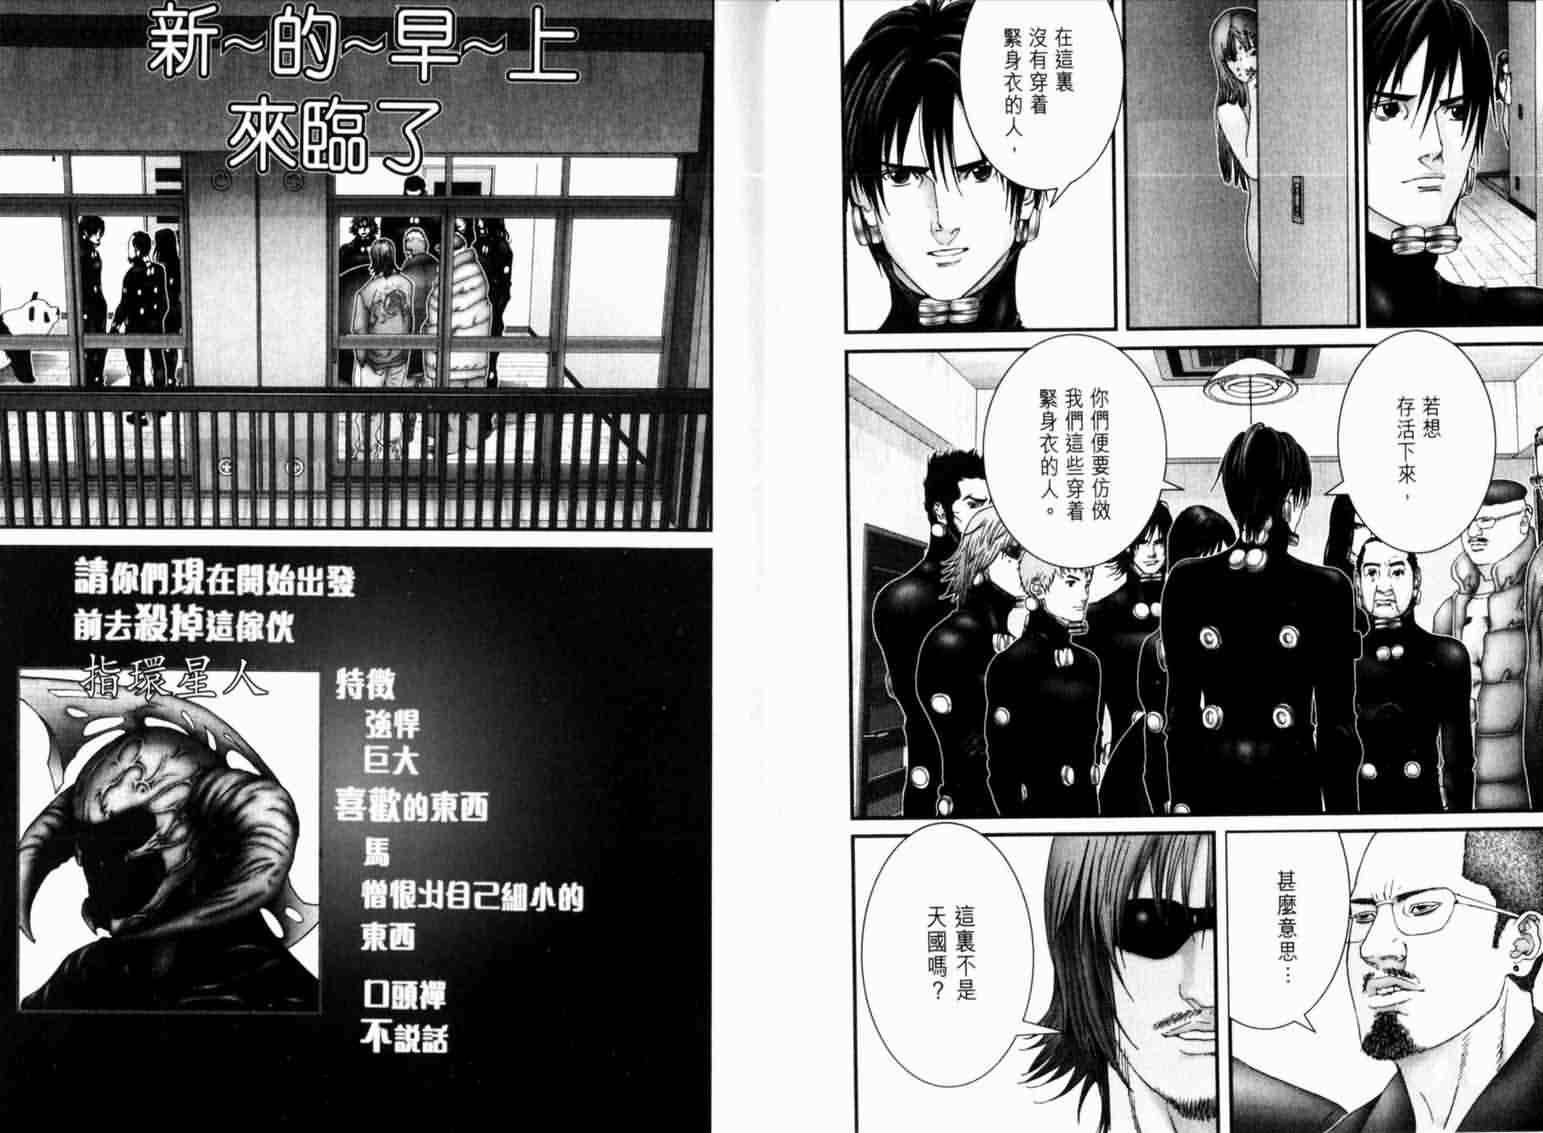 在這裏
沒有穿着
緊身衣的人，
若想
存活下來，
你們便要仿傚
我們這些穿着
緊身衣的人。
甚麼意思…
這裏不是
天國嗎？
新~的~早~上
來臨了
請你們現在開始出發
前去殺掉這傢伙
指環星人
特徵
強悍
巨大
喜歡的東西
馬
憎恨比自己細小的
東西
口頭禪
不說話